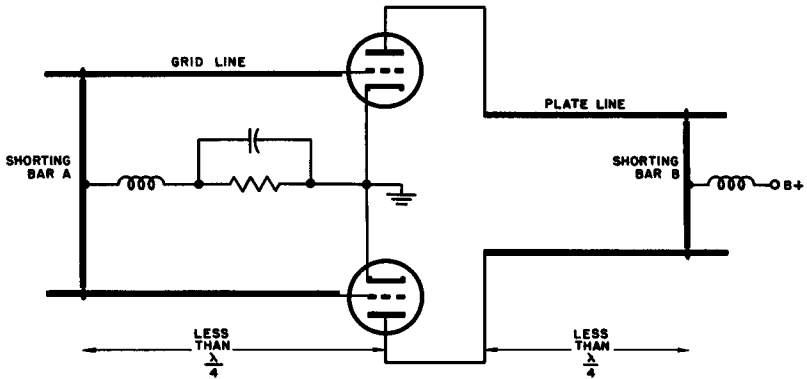 GRID LINE
PLATE LINE
SHORTING
BAR A
SHORTING
BAR B
B+
LESS
THAN
λ
4
LESS
THAN
λ
4